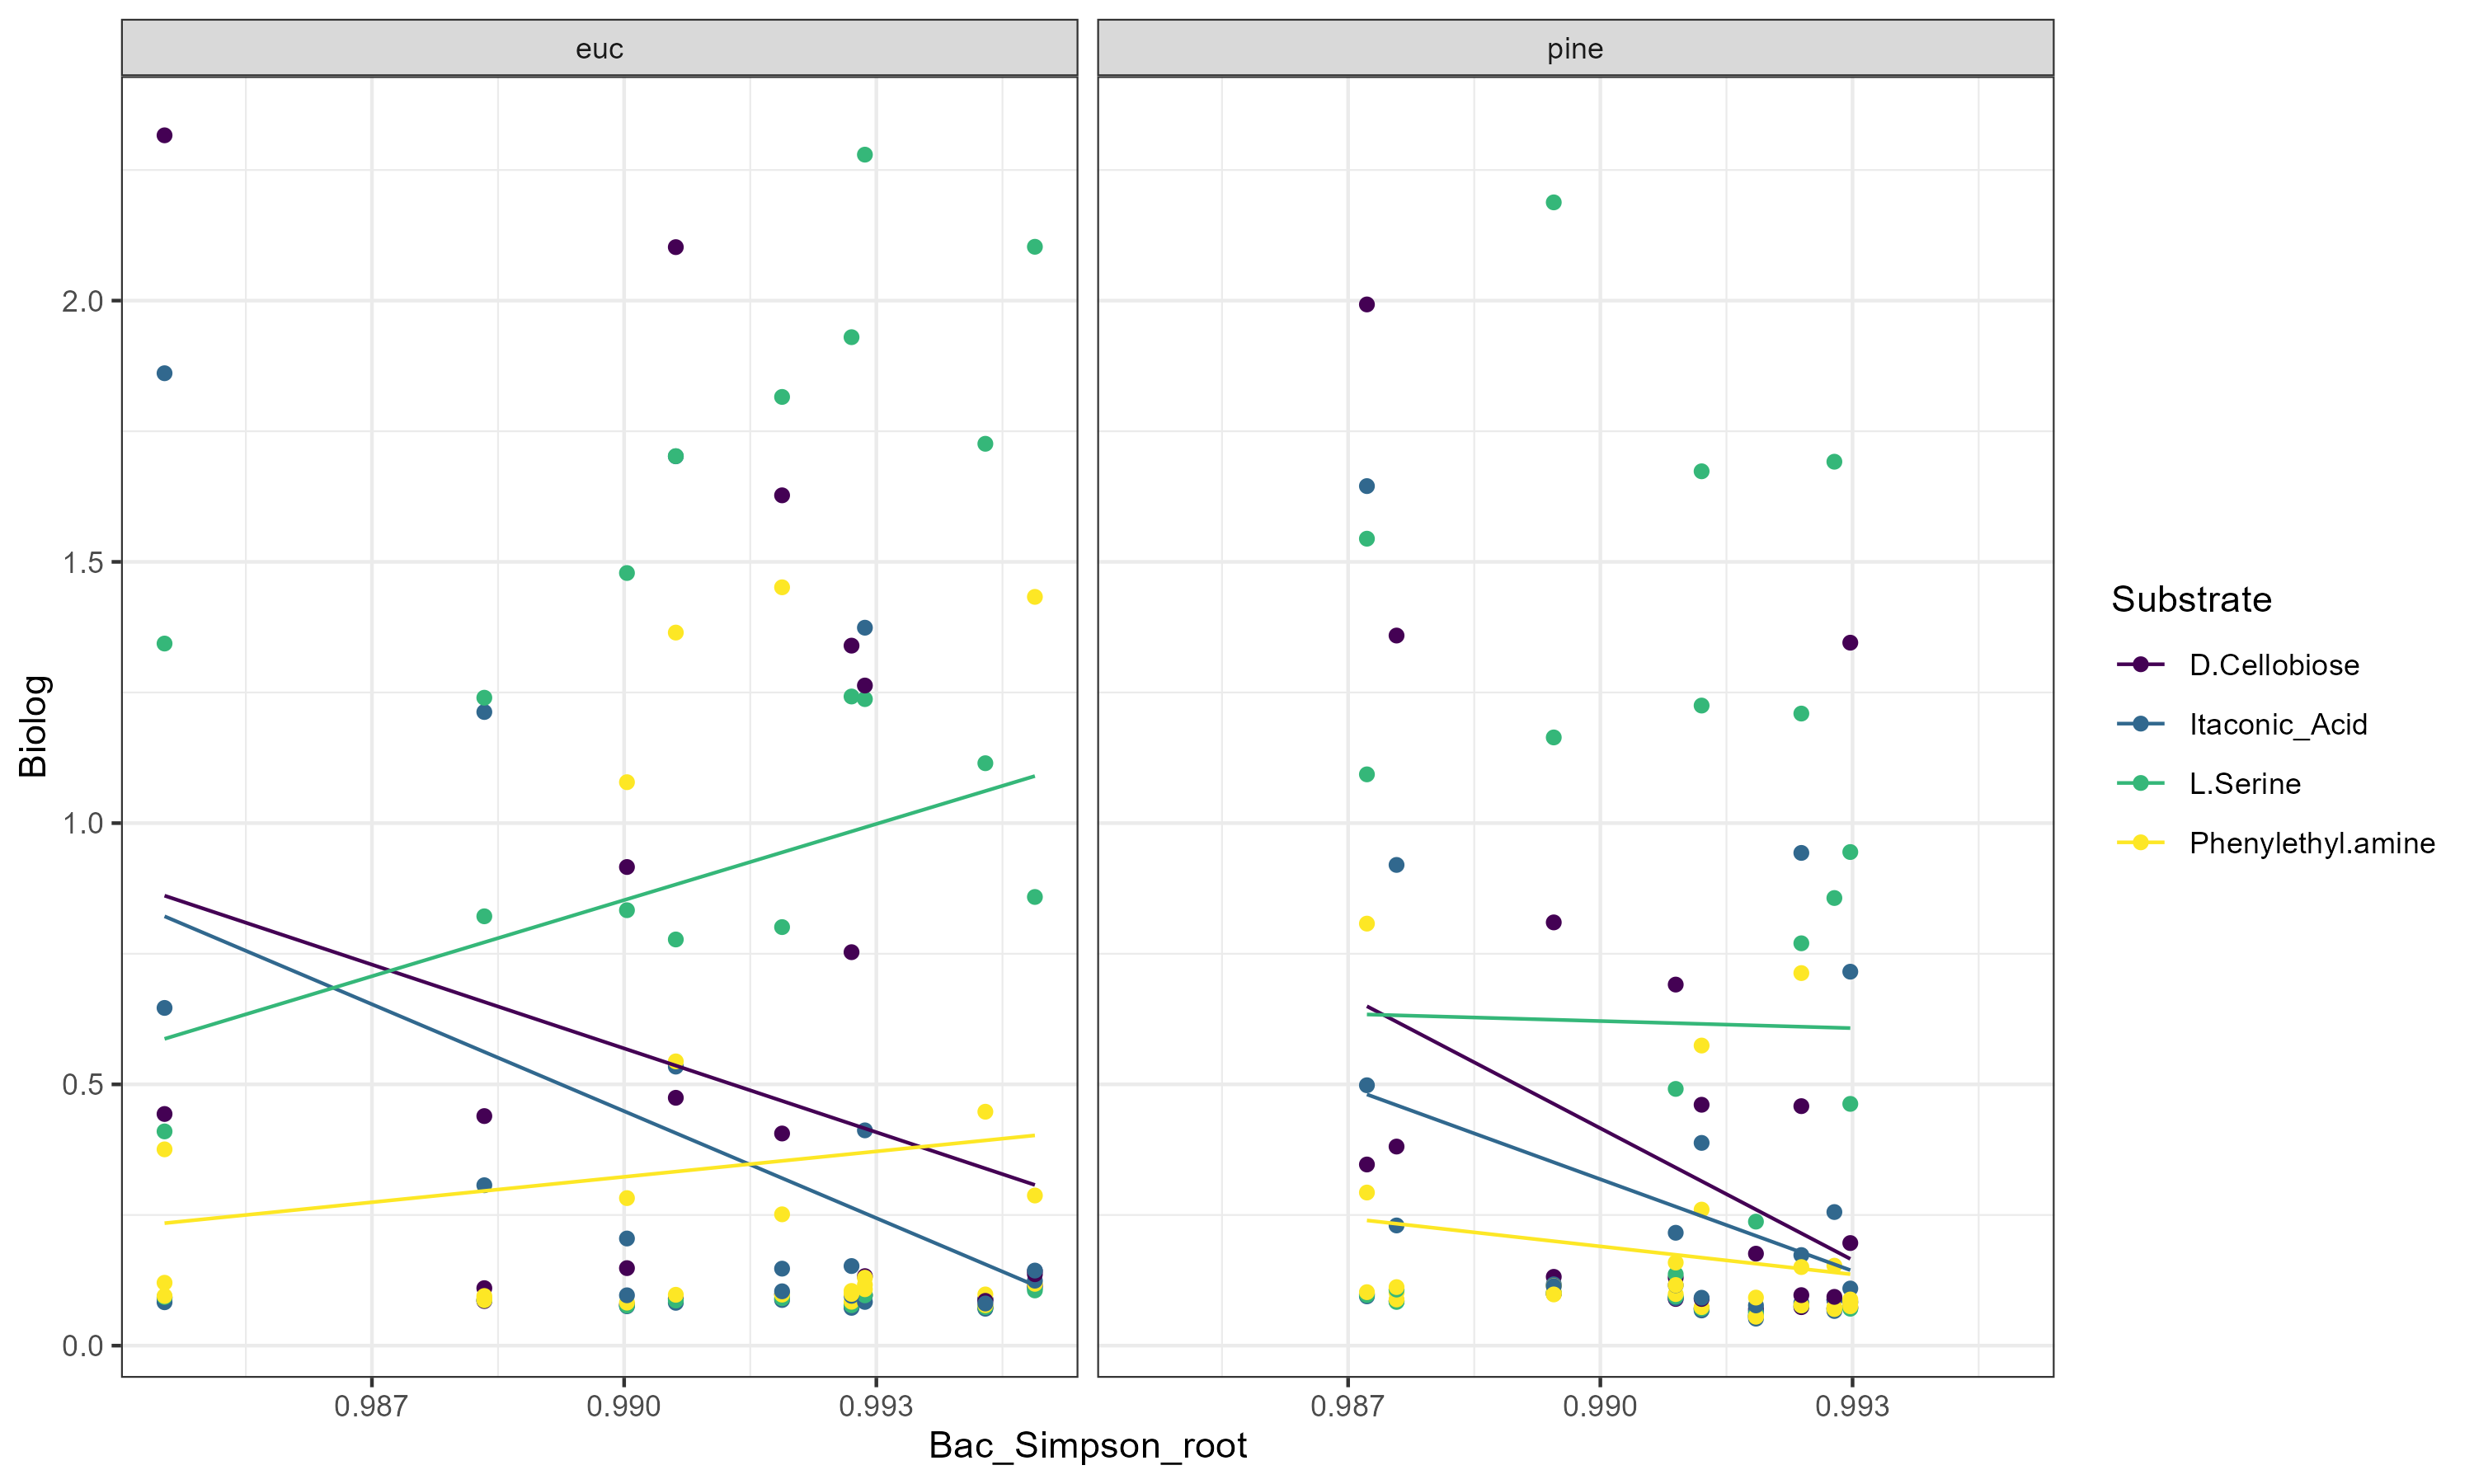 euc
pine
2.0
1.5
1.0
0.5
0.0
Biolog
0.987
0.990
0.993
0.987
0.990
0.993
Bac_Simpson_root
Substrate
D.Cellobiose
Itaconic_Acid
L.Serine
Phenylethyl.amine